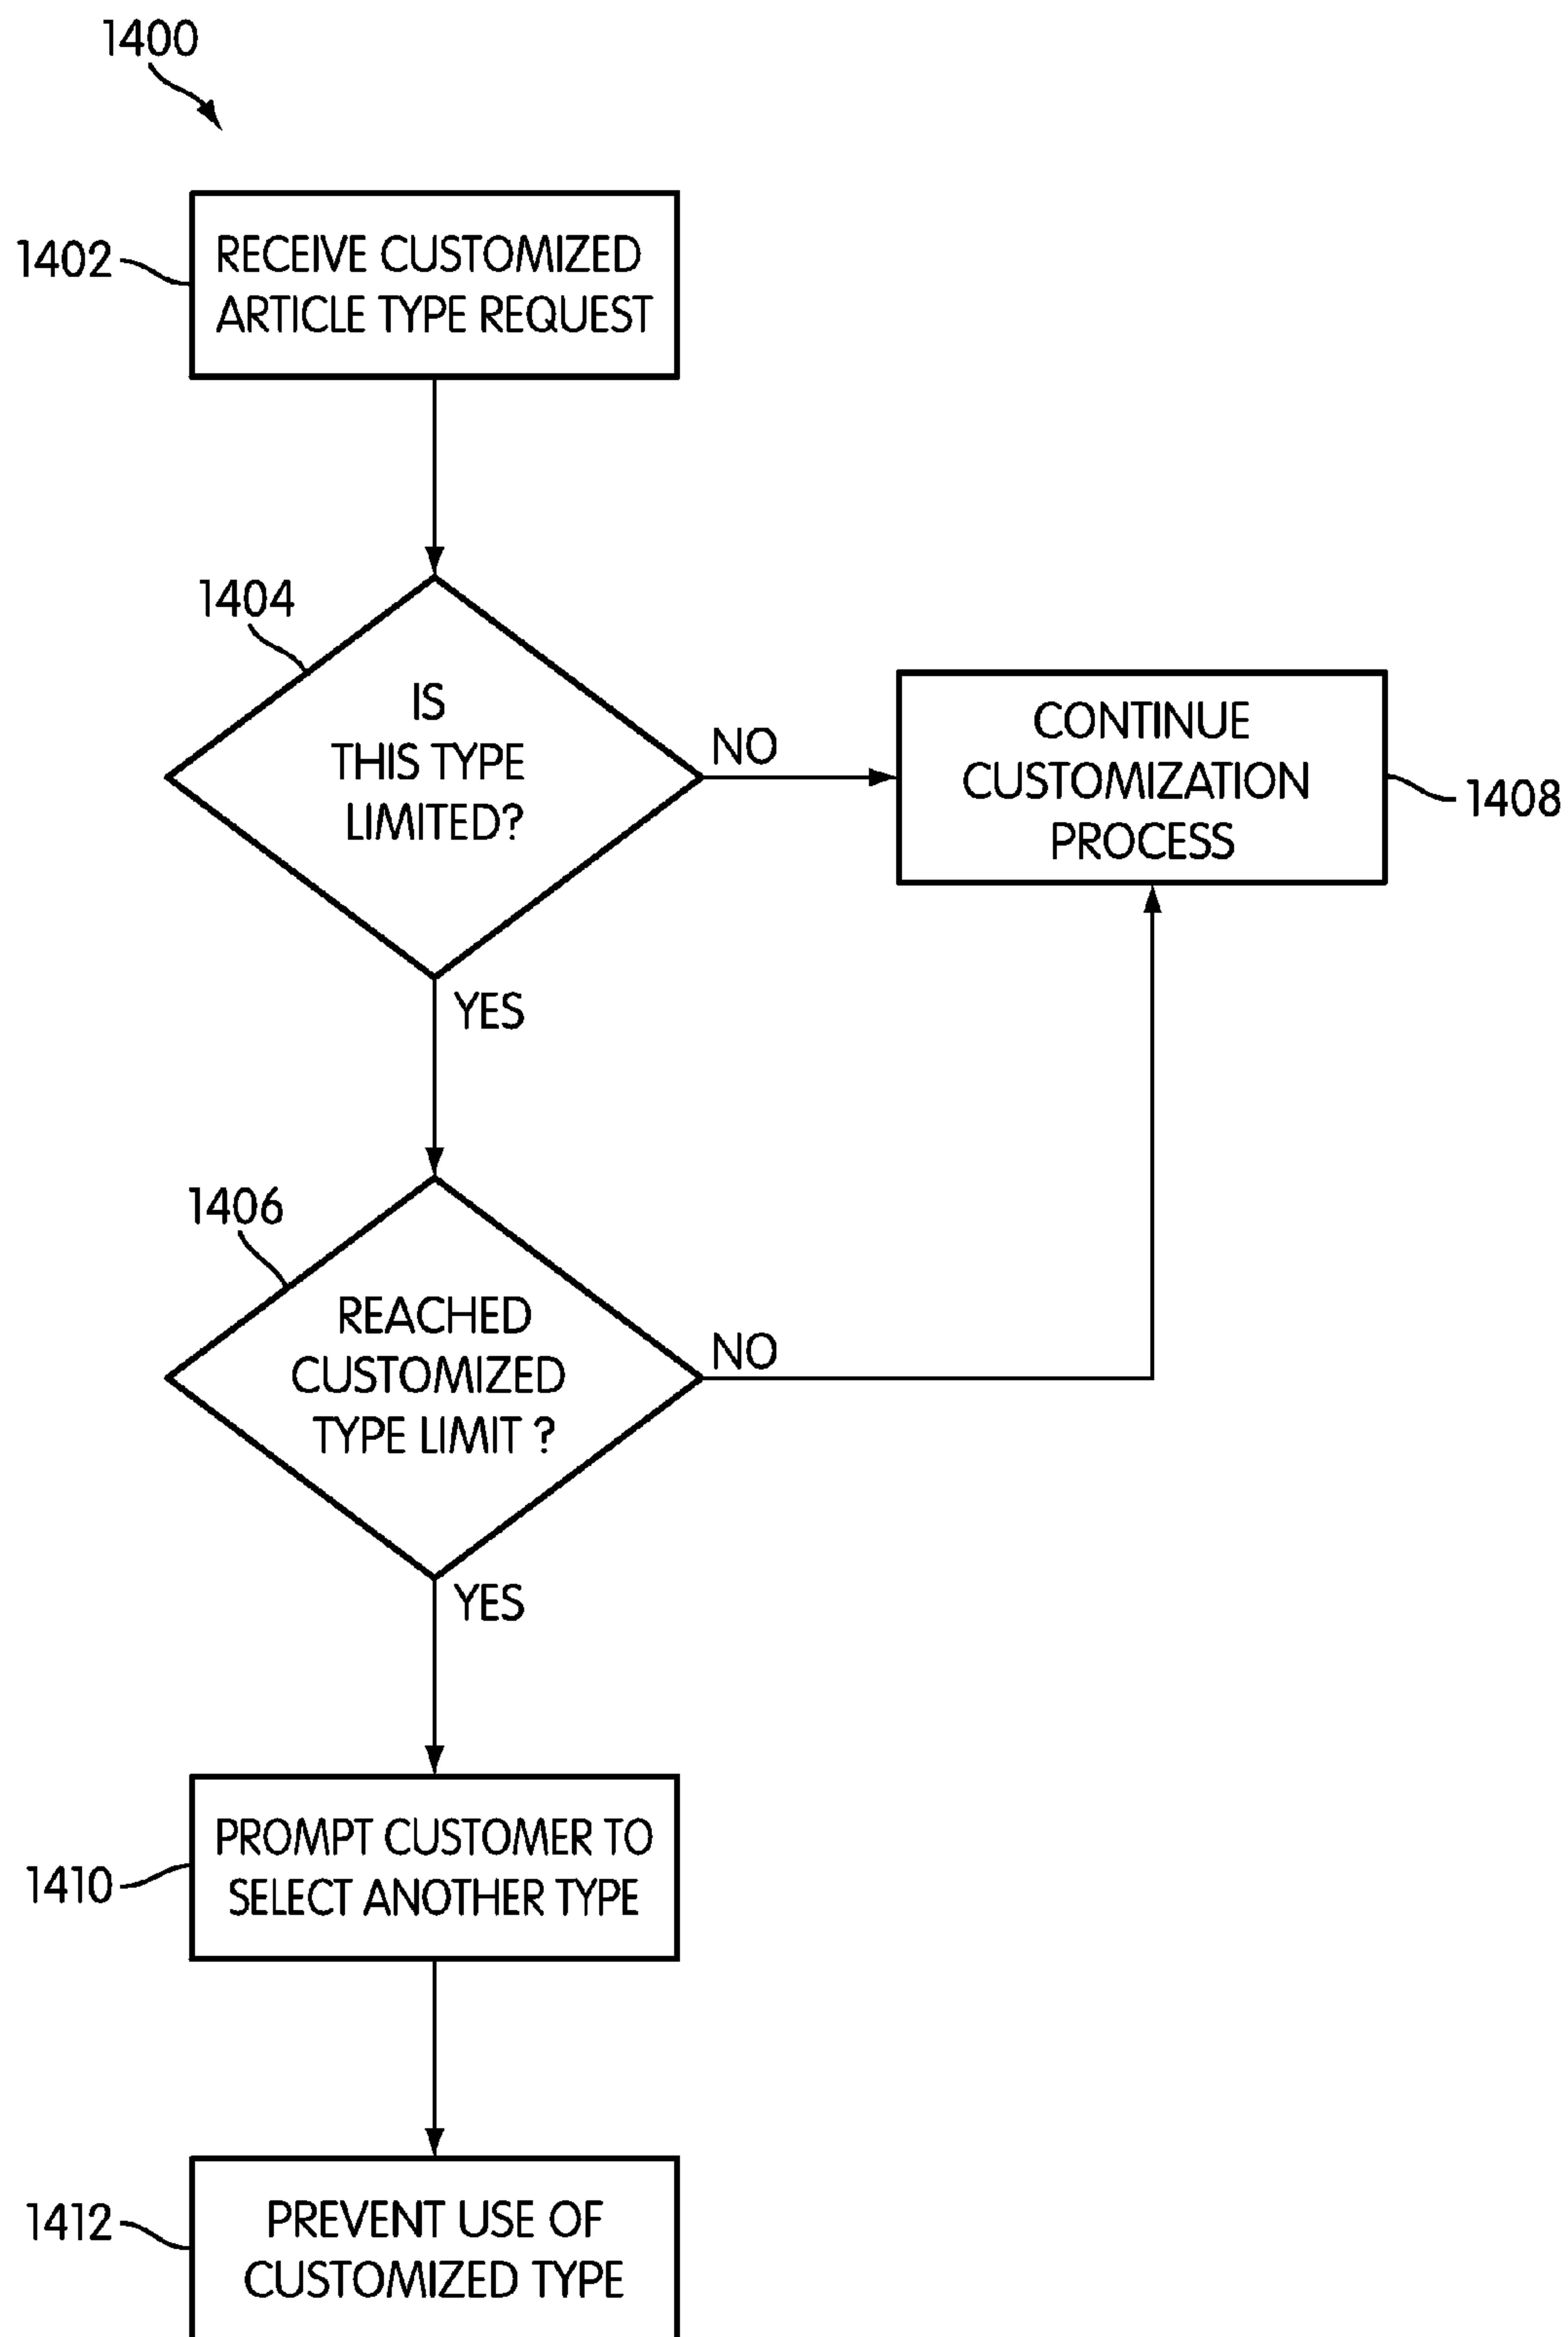 1400
1402
RECEIVE CUSTOMIZED
ARTICLE TYPE REQUEST
1404
IS
THIS TYPE
LIMITED?
NO
YES
CONTINUE
CUSTOMIZATION
PROCESS
1408
1406
REACHED
CUSTOMIZED
TYPE LIMIT ?
NO
YES
1410
PROMPT CUSTOMER TO
SELECT ANOTHER TYPE
1412
PREVENT USE OF
CUSTOMIZED TYPE